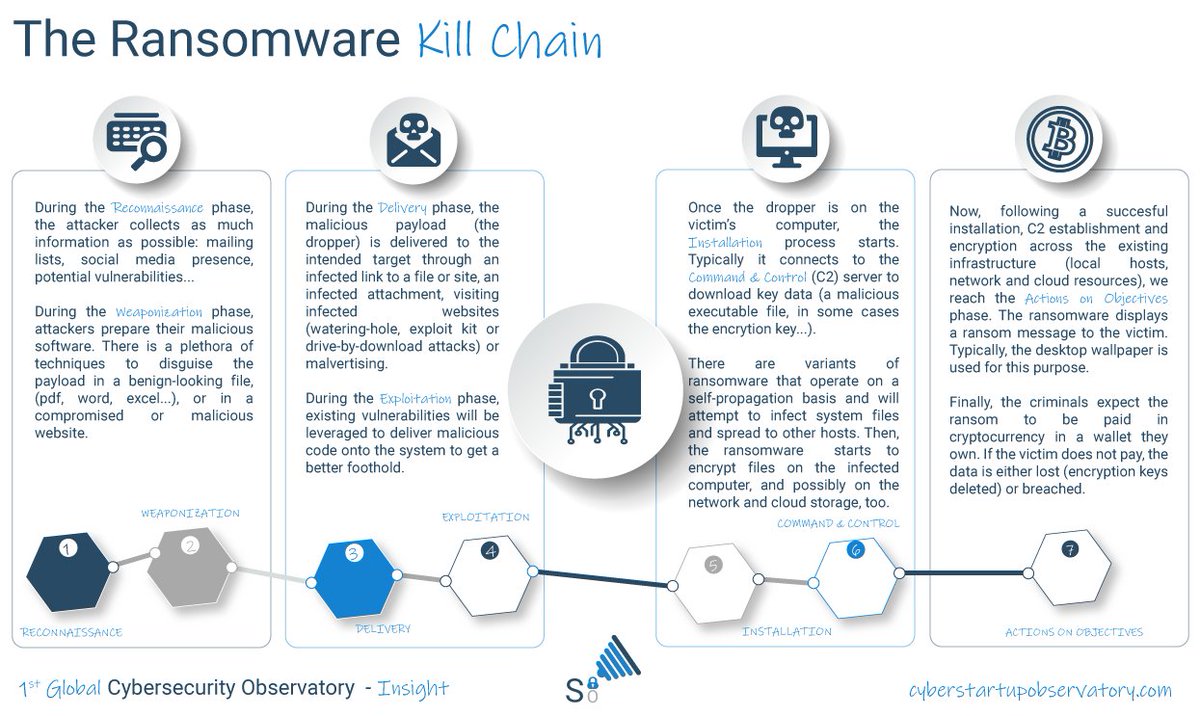 The Ransomware Kill Chain
During the Reconnaissance phase,
the attacker collects as much
information as possible: mailing
lists, social media presence,
potential vulnerabilities...
During the Weaponization phase,
attackers prepare their malicious
software. There is a plethora of
techniques to disguise the
payload in a benign-looking file,
(pdf, word, excel...), or in a
compromised or malicious
website.
WEAPONIZATION
1
2
RECONNAISSANCE
During the Delivery phase, the
malicious payload (the
dropper) is delivered to the
intended target through an
infected link to a file or site, an
infected attachment, visiting
infected websites
(watering-hole, exploit kit or
drive-by-download attacks) or
malvertising.
During the Exploitation phase,
existing vulnerabilities will be
leveraged to deliver malicious
code onto the system to get a
better foothold.
EXPLOITATION
3
4
DELIVERY
Once the dropper is on the
victim's computer, the
Installation process starts.
Typically it connects to the
Command & Control (C2) server to
download key data (a malicious
executable file, in some cases
the encrytion key...).
There are variants of
ransomware that operate on a
self-propagation basis and will
attempt to infect system files
and spread to other hosts. Then,
the ransomware starts to
encrypt files on the infected
computer, and possibly on the
network and cloud storage, too.
COMMAND & CONTROL
5
6
INSTALLATION
Now, following a succesful
installation, C2 establishment and
encryption across the existing
infrastructure (local hosts,
network and cloud resources), we
reach the Actions on Objectives
phase. The ransomware displays
a ransom message to the victim.
Typically, the desktop wallpaper is
used for this purpose.
Finally, the criminals expect the
ransom to be paid in
cryptocurrency in a wallet they
own. If the victim does not pay, the
data is either lost (encryption keys
deleted) or breached.
7
ACTIONS ON OBJECTIVES
1st Global Cybersecurity Observatory - Insight
S
o
cyberstartupobservatory.com